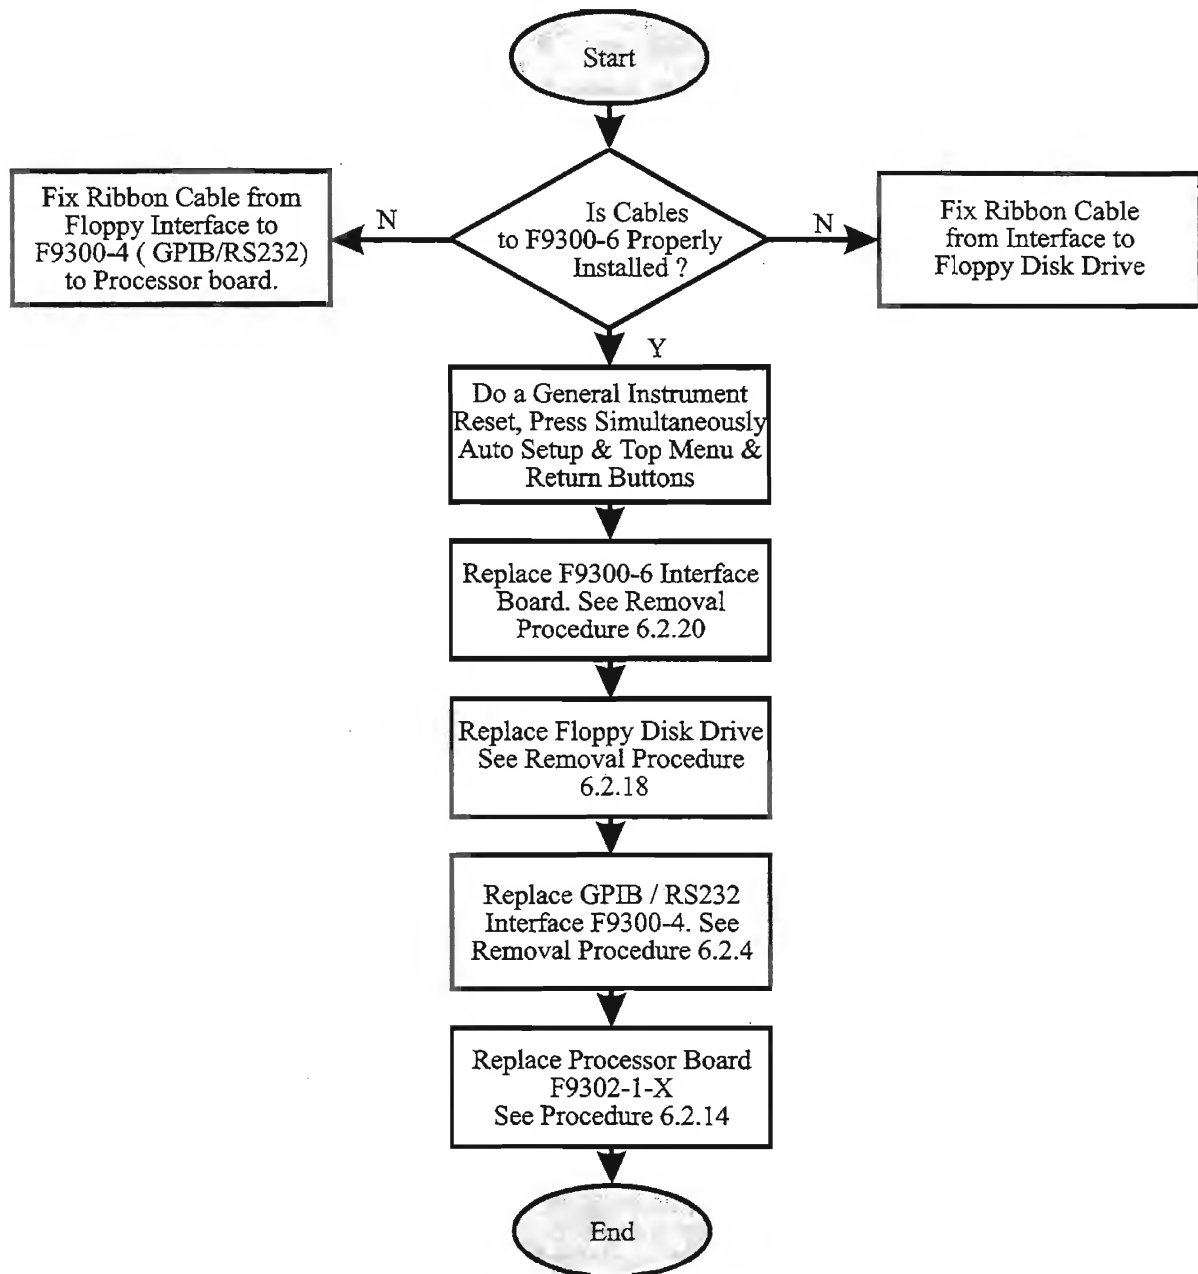 Start
Is Cables
to F9300-6 Properly
Installed ?
N
Fix Ribbon Cable from
Floppy Interface to
F9300-4 ( GPIB/RS232)
to Processor board.
N
Fix Ribbon Cable
from Interface to
Floppy Disk Drive
Y
Do a General Instrument
Reset, Press Simultaneously
Auto Setup & Top Menu &
Return Buttons
Replace F9300-6 Interface
Board. See Removal
Procedure 6.2.20
Replace Floppy Disk Drive
See Removal Procedure
6.2.18
Replace GPIB / RS232
Interface F9300-4. See
Removal Procedure 6.2.4
Replace Processor Board
F9302-1-X
See Procedure 6.2.14
End